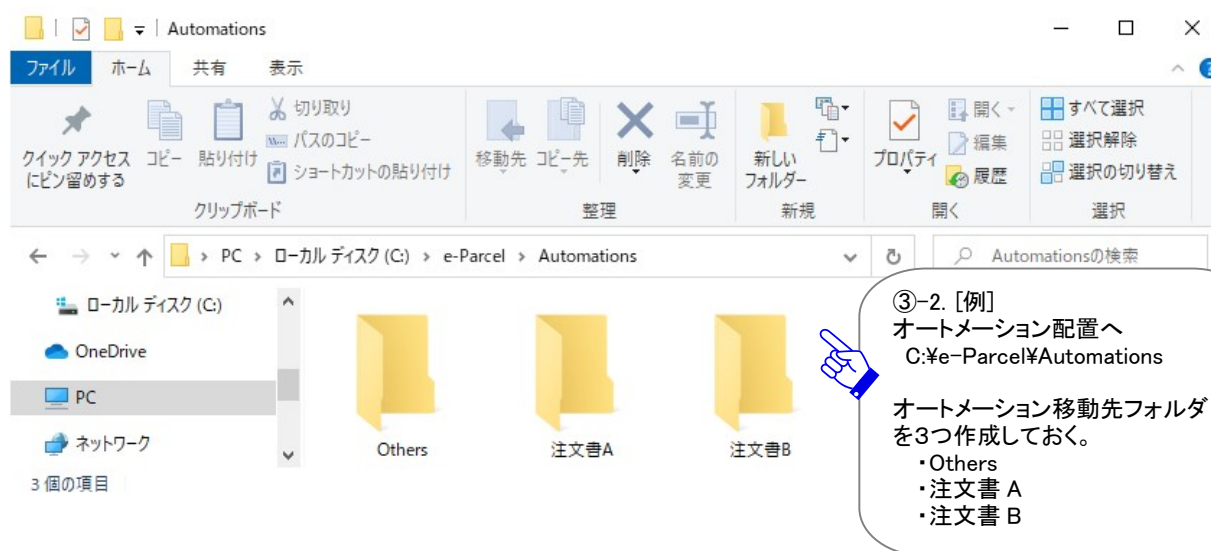 Automations
ファイル ホーム 共有 表示
クイック アクセス
にピン留めする
コピー
貼り付け
切り取り
パスのコピー
ショートカットの貼り付け
クリップボード
移動先
コピー先
削除
名前の
変更
整理
新しい
フォルダー
新規
プロパティ
開く
編集
履歴
開く
すべて選択
選択解除
選択の切り替え
選択
PC › ローカル ディスク (C:) › e-Parcel › Automations
Automationsの検索
ローカル ディスク (C:)
OneDrive
PC
ネットワーク
3 個の項目
Others
注文書A
注文書B
③-2. [例]
オートメーション配置へ
C:¥e-Parcel¥Automations
オートメーション移動先フォルダ
を3つ作成しておく。
・Others
・注文書 A
・注文書 B